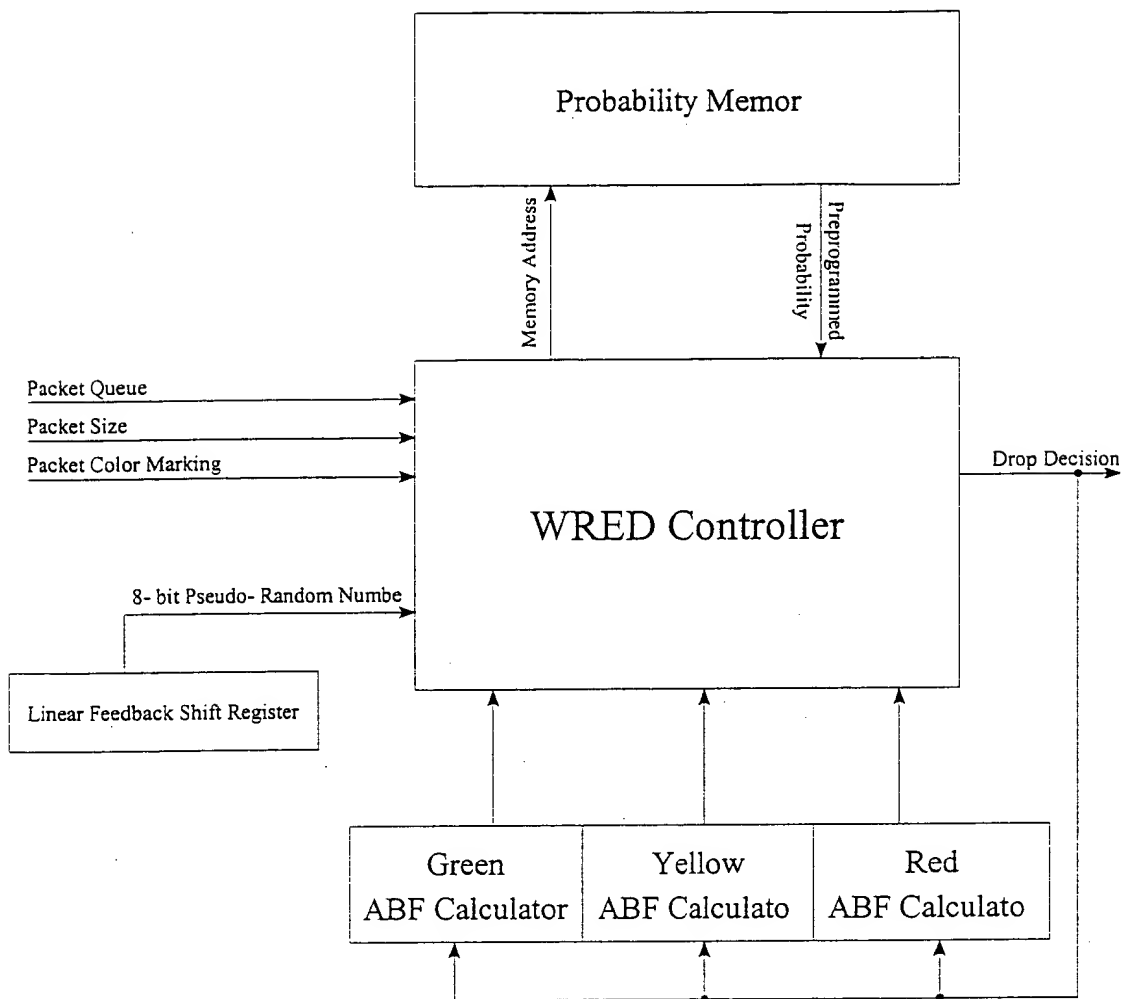 Probability Memor
Memory Address
Preprogrammed
Probability
Packet Queue
Packet Size
Packet Color Marking
Drop Decision
WRED Controller
8- bit Pseudo- Random Numbe
Linear Feedback Shift Register
Green
ABF Calculator
Yellow
ABF Calculato
Red
ABF Calculato